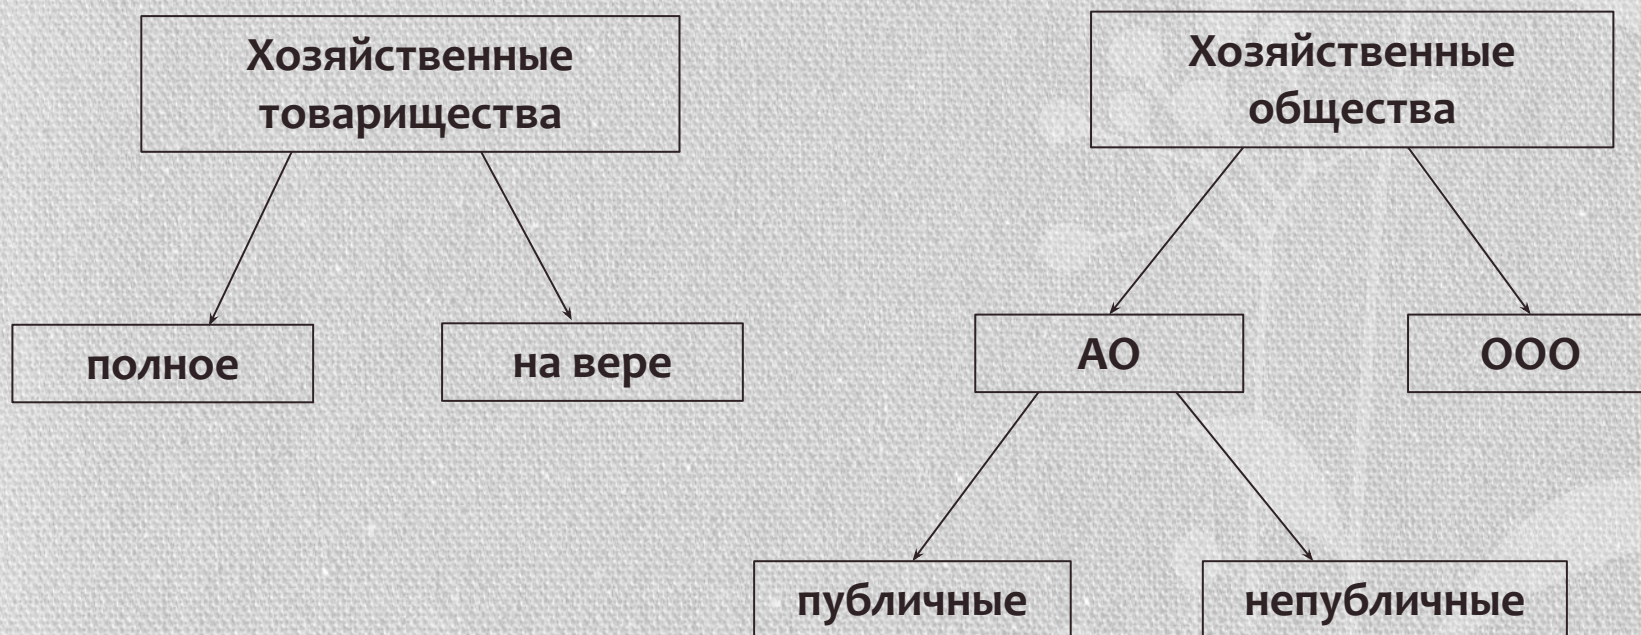 Хозяйственные
товарищества
Хозяйственные
общества
полное
на вере
АО
ООО
публичные
непубличные